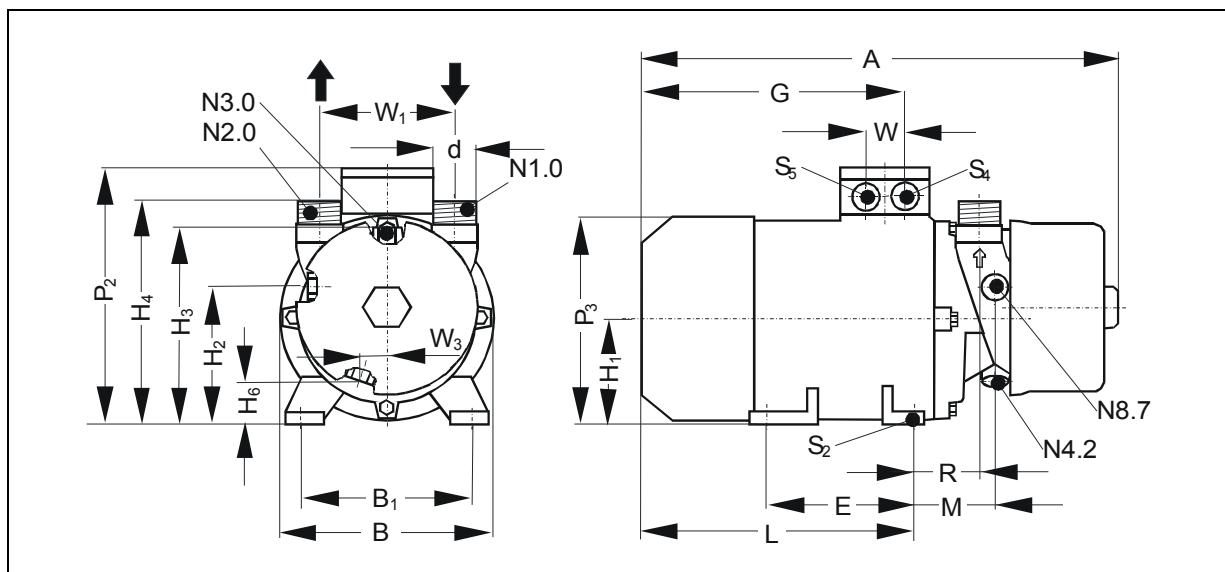 N3.0
N2.0
W₁
d
N1.0
P₂
H₄
H₃
H₂
H₆
W₃
B₁
B
A
G
W
S₅
S₄
P₃
H₁
S₂
N8.7
N4.2
R
E
M
L